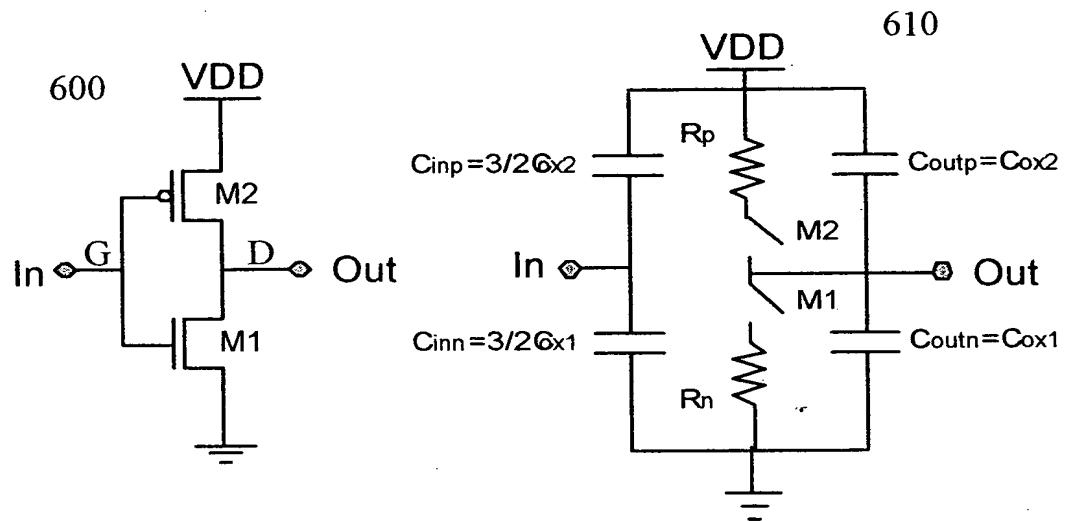 600
VDD
M2
In
G
D
Out
M1
610
VDD
Rp
Cinp=3/2Cox2
Coutp=Cox2
M2
In
Out
M1
Cinn=3/2Cox1
Coutn=Cox1
Rn